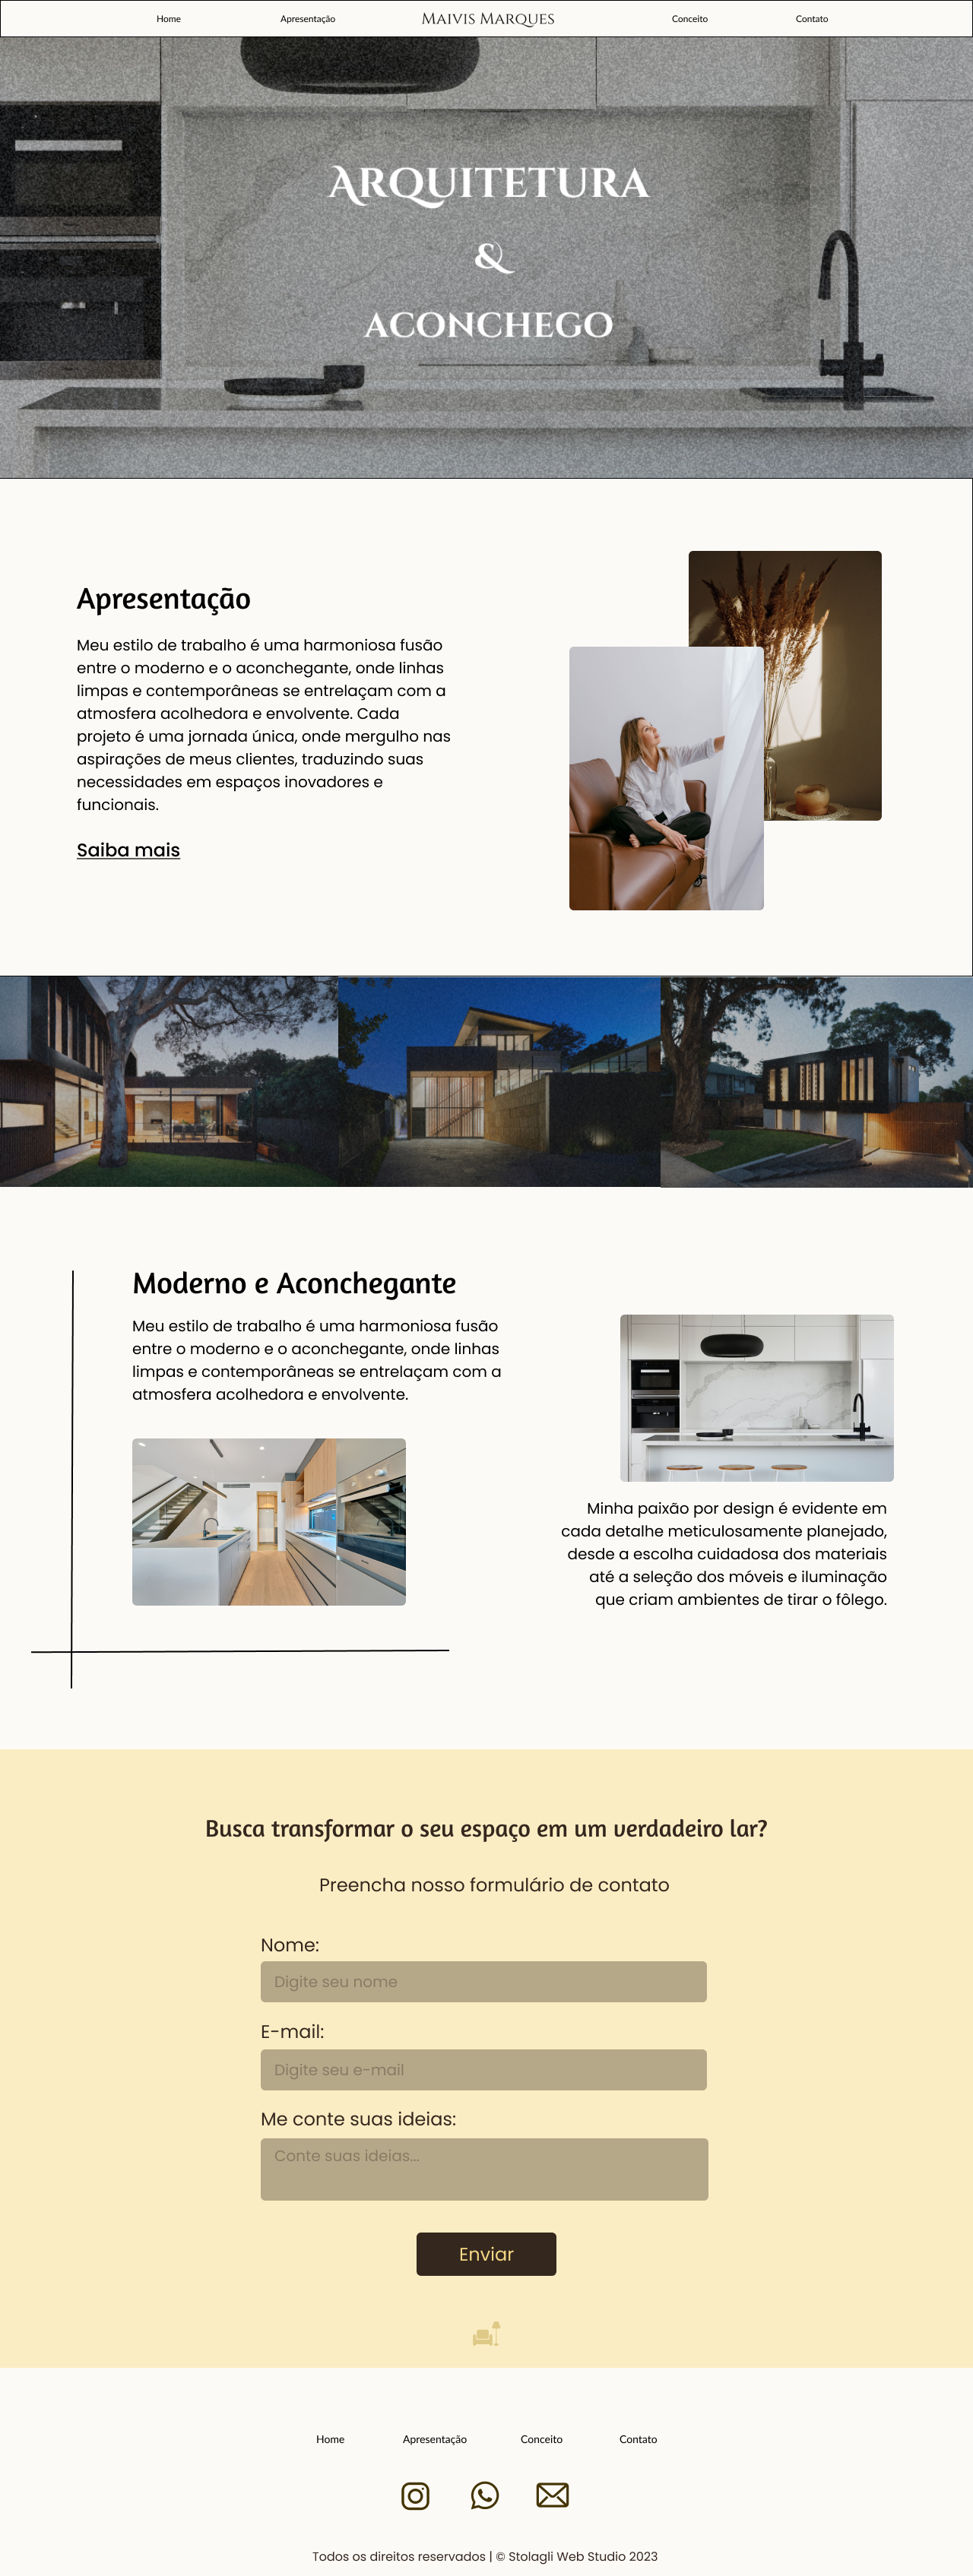 Home Apresentação Maivis Marques Conceito Contato
Arquitetura
&
aconchego
Apresentação
Meu estilo de trabalho é uma harmoniosa fusão
entre o moderno e o aconchegante, onde linhas
limpas e contemporâneas se entrelaçam com a
atmosfera acolhedora e envolvente. Cada
projeto é uma jornada única, onde mergulho nas
aspirações de meus clientes, traduzindo suas
necessidades em espaços inovadores e
funcionais.
Saiba mais
Moderno e Aconchegante
Meu estilo de trabalho é uma harmoniosa fusão
entre o moderno e o aconchegante, onde linhas
limpas e contemporâneas se entrelaçam com a
atmosfera acolhedora e envolvente.
Minha paixão por design é evidente em
cada detalhe meticulosamente planejado,
desde a escolha cuidadosa dos materiais
até a seleção dos móveis e iluminação
que criam ambientes de tirar o fôlego.
Busca transformar o seu espaço em um verdadeiro lar?
Preencha nosso formulário de contato
Nome:
Digite seu nome
E-mail:
Digite seu e-mail
Me conte suas ideias:
Conte suas ideias...
Enviar
Home Apresentação Conceito Contato
Todos os direitos reservados | © Stolagli Web Studio 2023